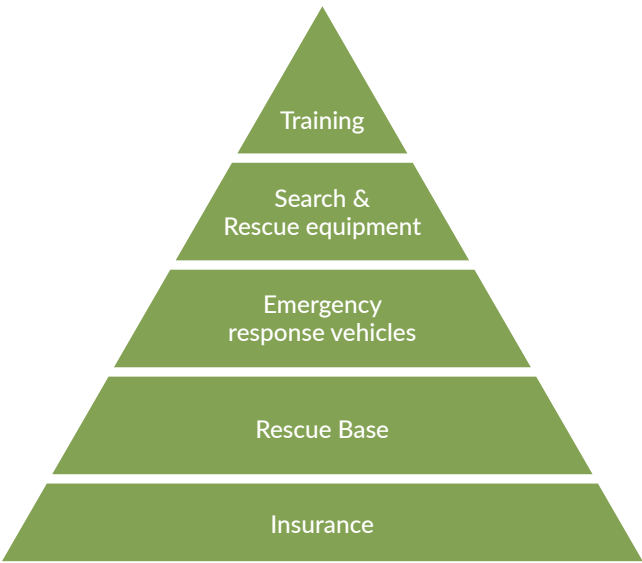 Training
Search &
Rescue equipment
Emergency
response vehicles
Rescue Base
Insurance